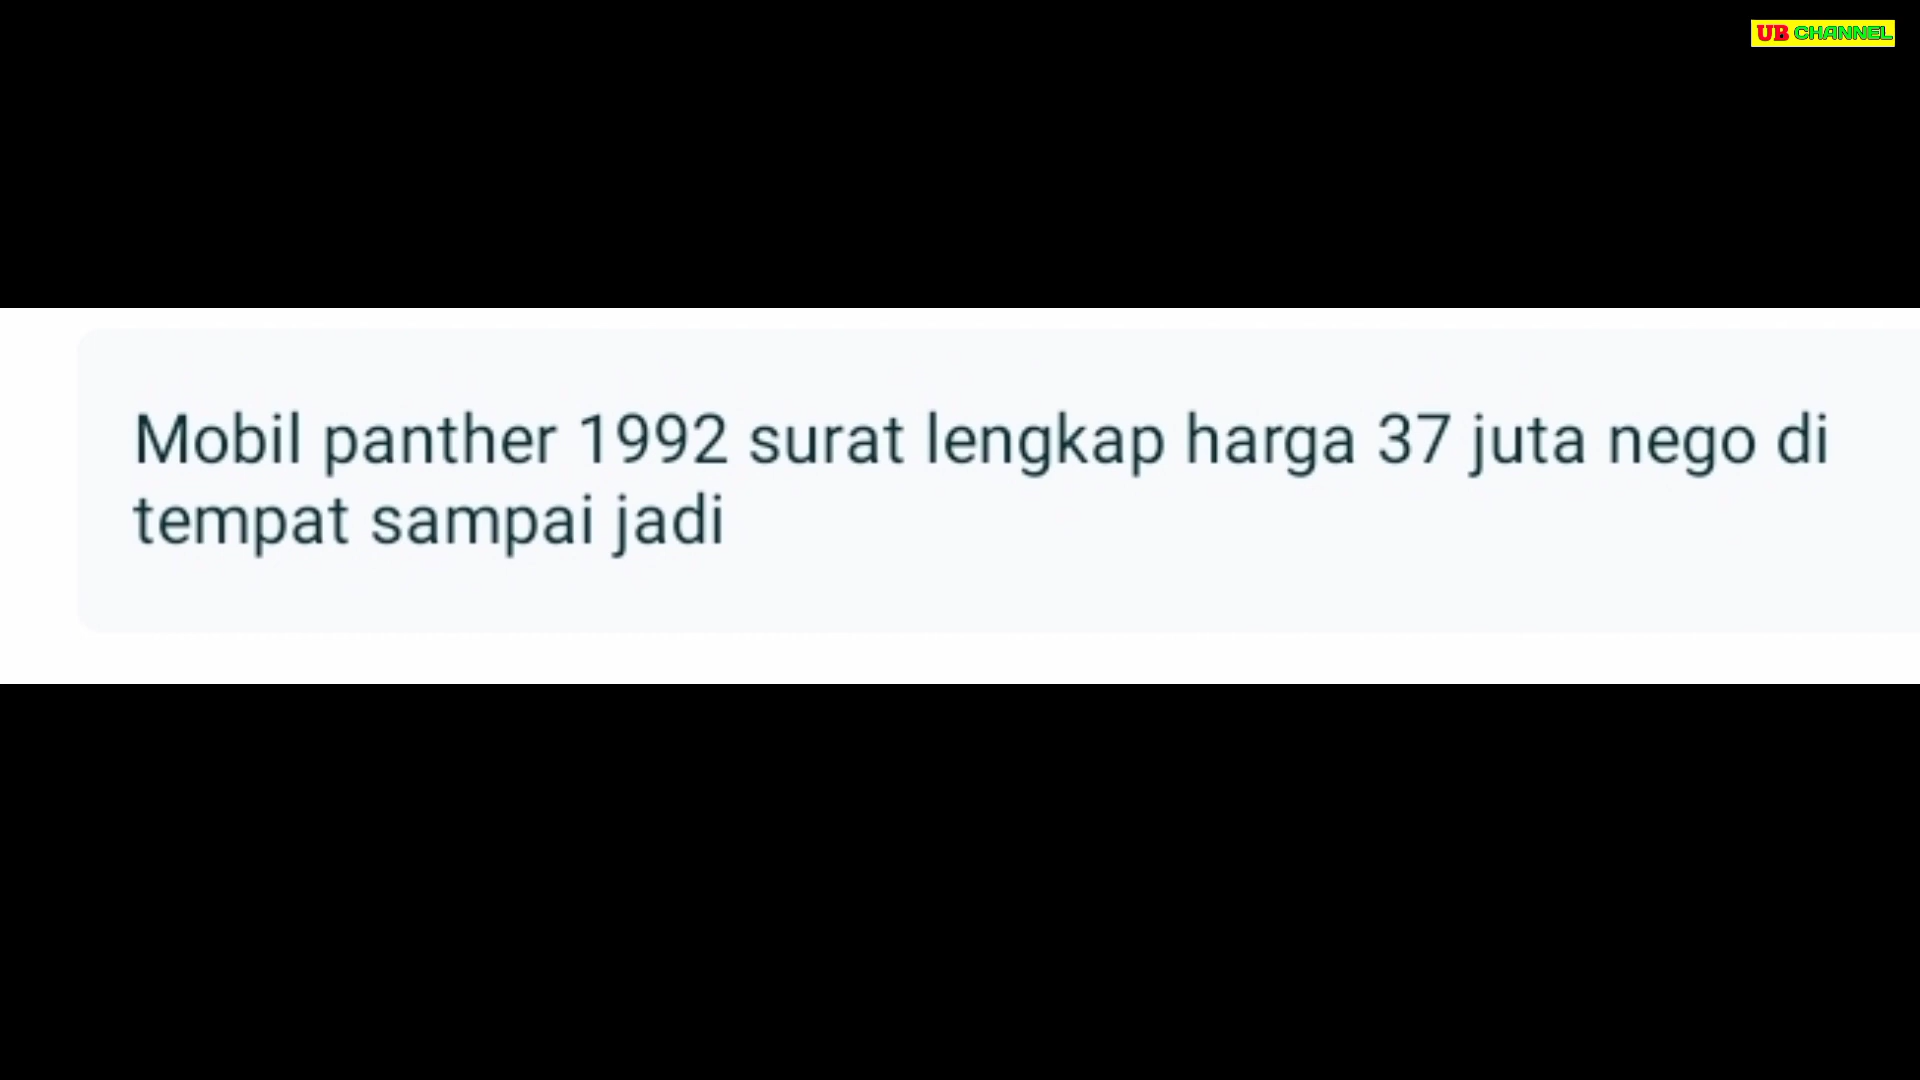 UB CHANNEL
Mobil panther 1992 surat lengkap harga 37 juta nego di
tempat sampai jadi